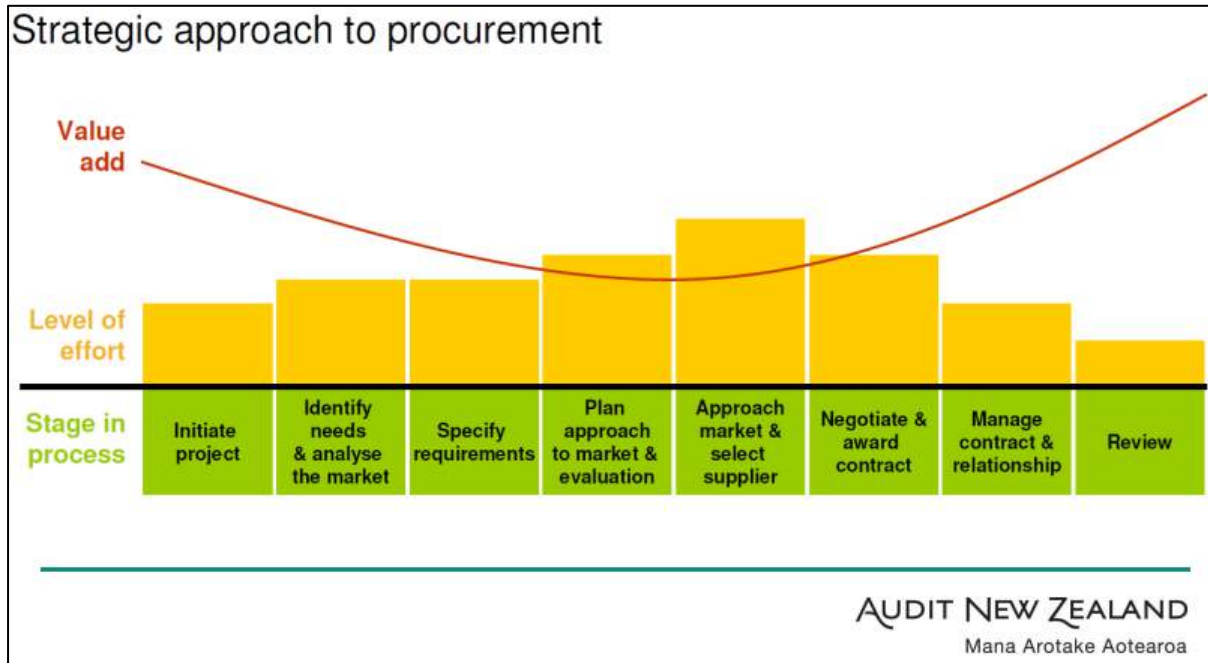 Strategic approach to procurement
Value
add
Level of
effort
Stage in
process
Initiate
project
Identify
needs
& analyse
the market
Specify
requirements
Plan
approach
to market &
evaluation
Approach
market &
select
supplier
Negotiate &
award
contract
Manage
contract &
relationship
Review
AUDIT NEW ZEALAND
Mana Arotake Aotearoa